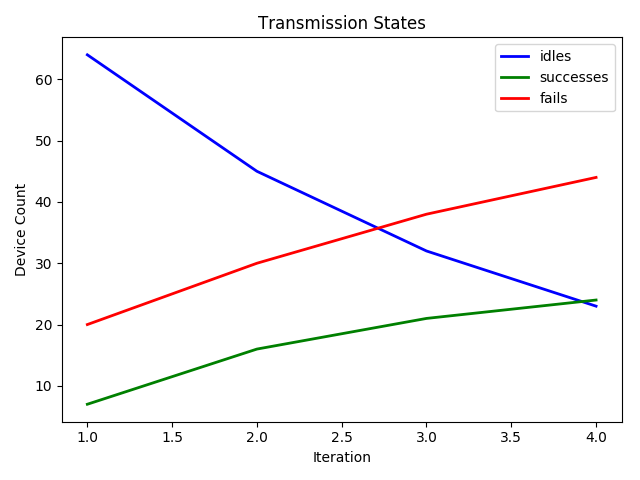 Transmission States
idles
successes
fails
Device Count
60
50
40
30
20
10
1.0 1.5 2.0 2.5 3.0 3.5 4.0
Iteration